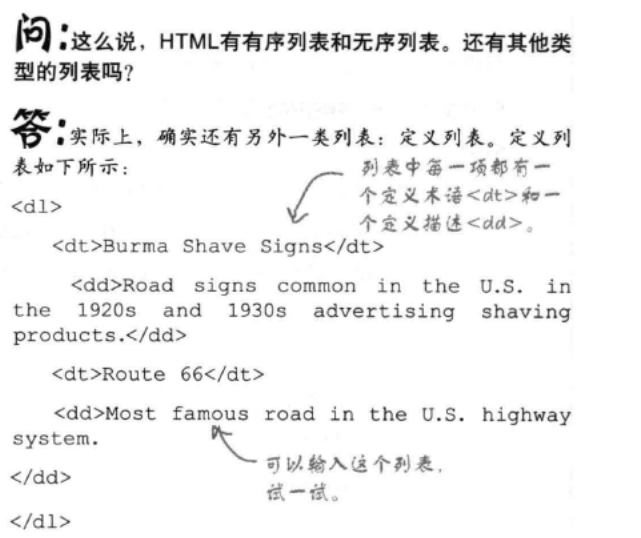 问：这么说，HTML有有序列表和无序列表。还有其他类
型的列表吗？
答：实际上，确实还有另外一类列表：定义列表。定义列
表如下所示：
列表中每一项都有一
个定义术语<dt>和一
个定义描述<dd>。
<dl>
<dt>Burma Shave Signs</dt>
<dd>Road signs common in the U.S. in
the 1920s and 1930s advertising shaving
products.</dd>
<dt>Route 66</dt>
<dd>Most famous road in the U.S. highway
system.
可以输入这个列表，
试一试。
</dd>
</dl>